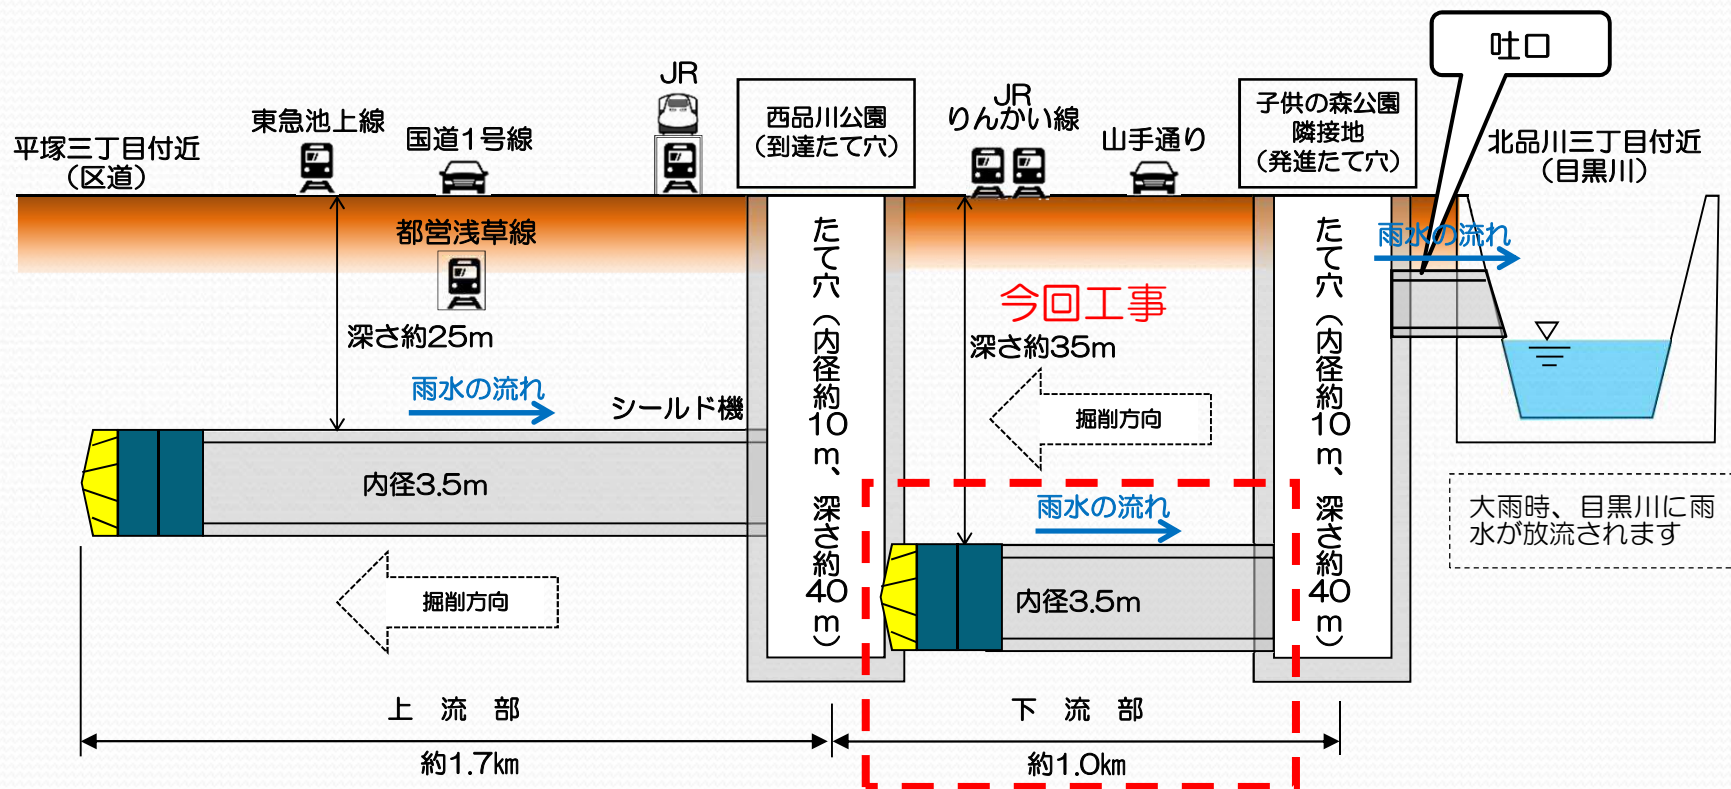 吐口
JR
東急池上線
国道1号線
平塚三丁目付近
（区道）
西品川公園
（到達たて穴）
JR
りんかい線
山手通り
子供の森公園
隣接地
（発進たて穴）
北品川三丁目付近
（目黒川）
都営浅草線
深さ約25m
雨水の流れ
シールド機
内径3.5m
掘削方向
たて穴（内径約10m、深さ約40m）
今回工事
深さ約35m
掘削方向
雨水の流れ
内径3.5m
たて穴（内径約10m、深さ約40m）
雨水の流れ
大雨時、目黒川に雨
水が放流されます
上 流 部
約1.7㎞
下 流 部
約1.0㎞